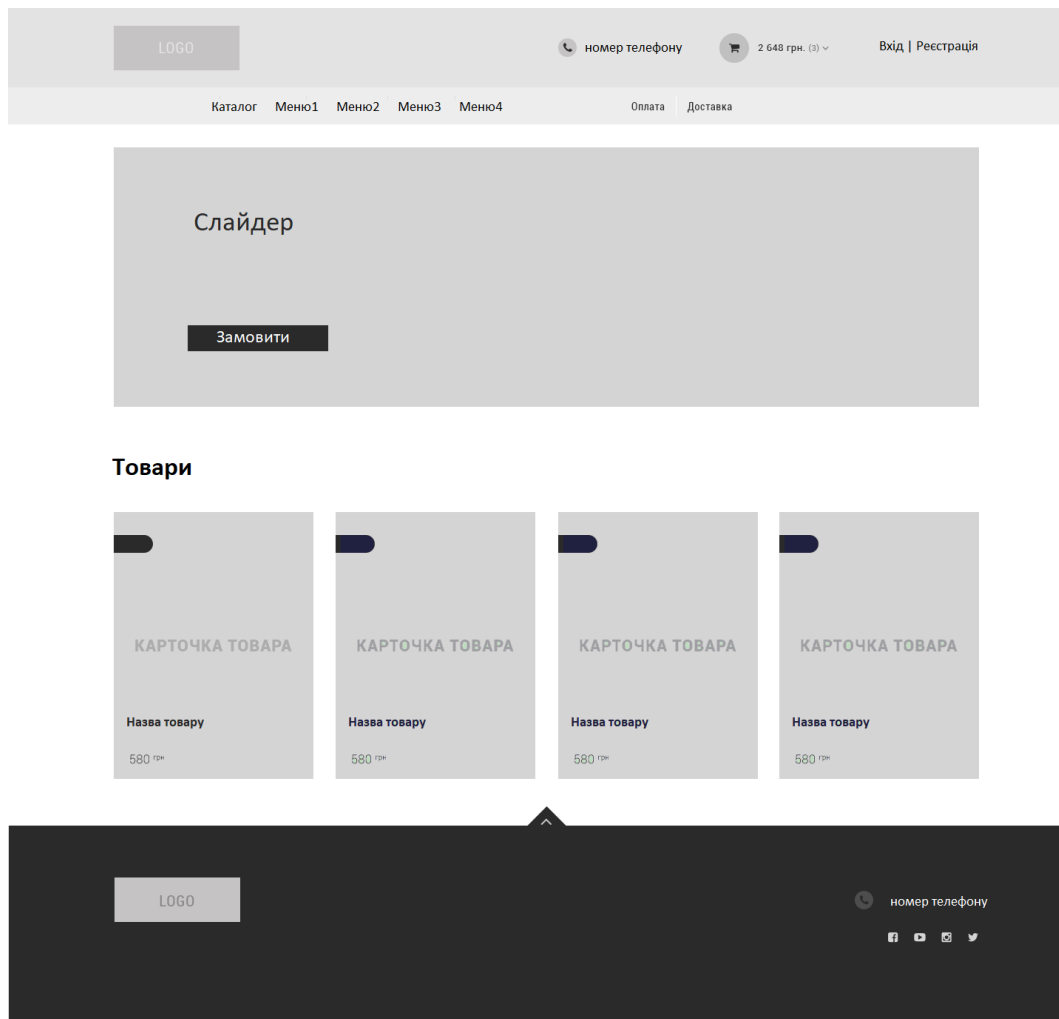 LOGO
номер телефону
2 648 грн. (3)
Вхід | Реєстрація
Каталог Меню1 Меню2 Меню3 Меню4 Оплата Доставка
Слайдер
Замовити
Товари
КАРТОЧКА ТОВАРА
Назва товару
580 грн
КАРТОЧКА ТОВАРА
Назва товару
580 грн
КАРТОЧКА ТОВАРА
Назва товару
580 грн
КАРТОЧКА ТОВАРА
Назва товару
580 грн
LOGO
номер телефону